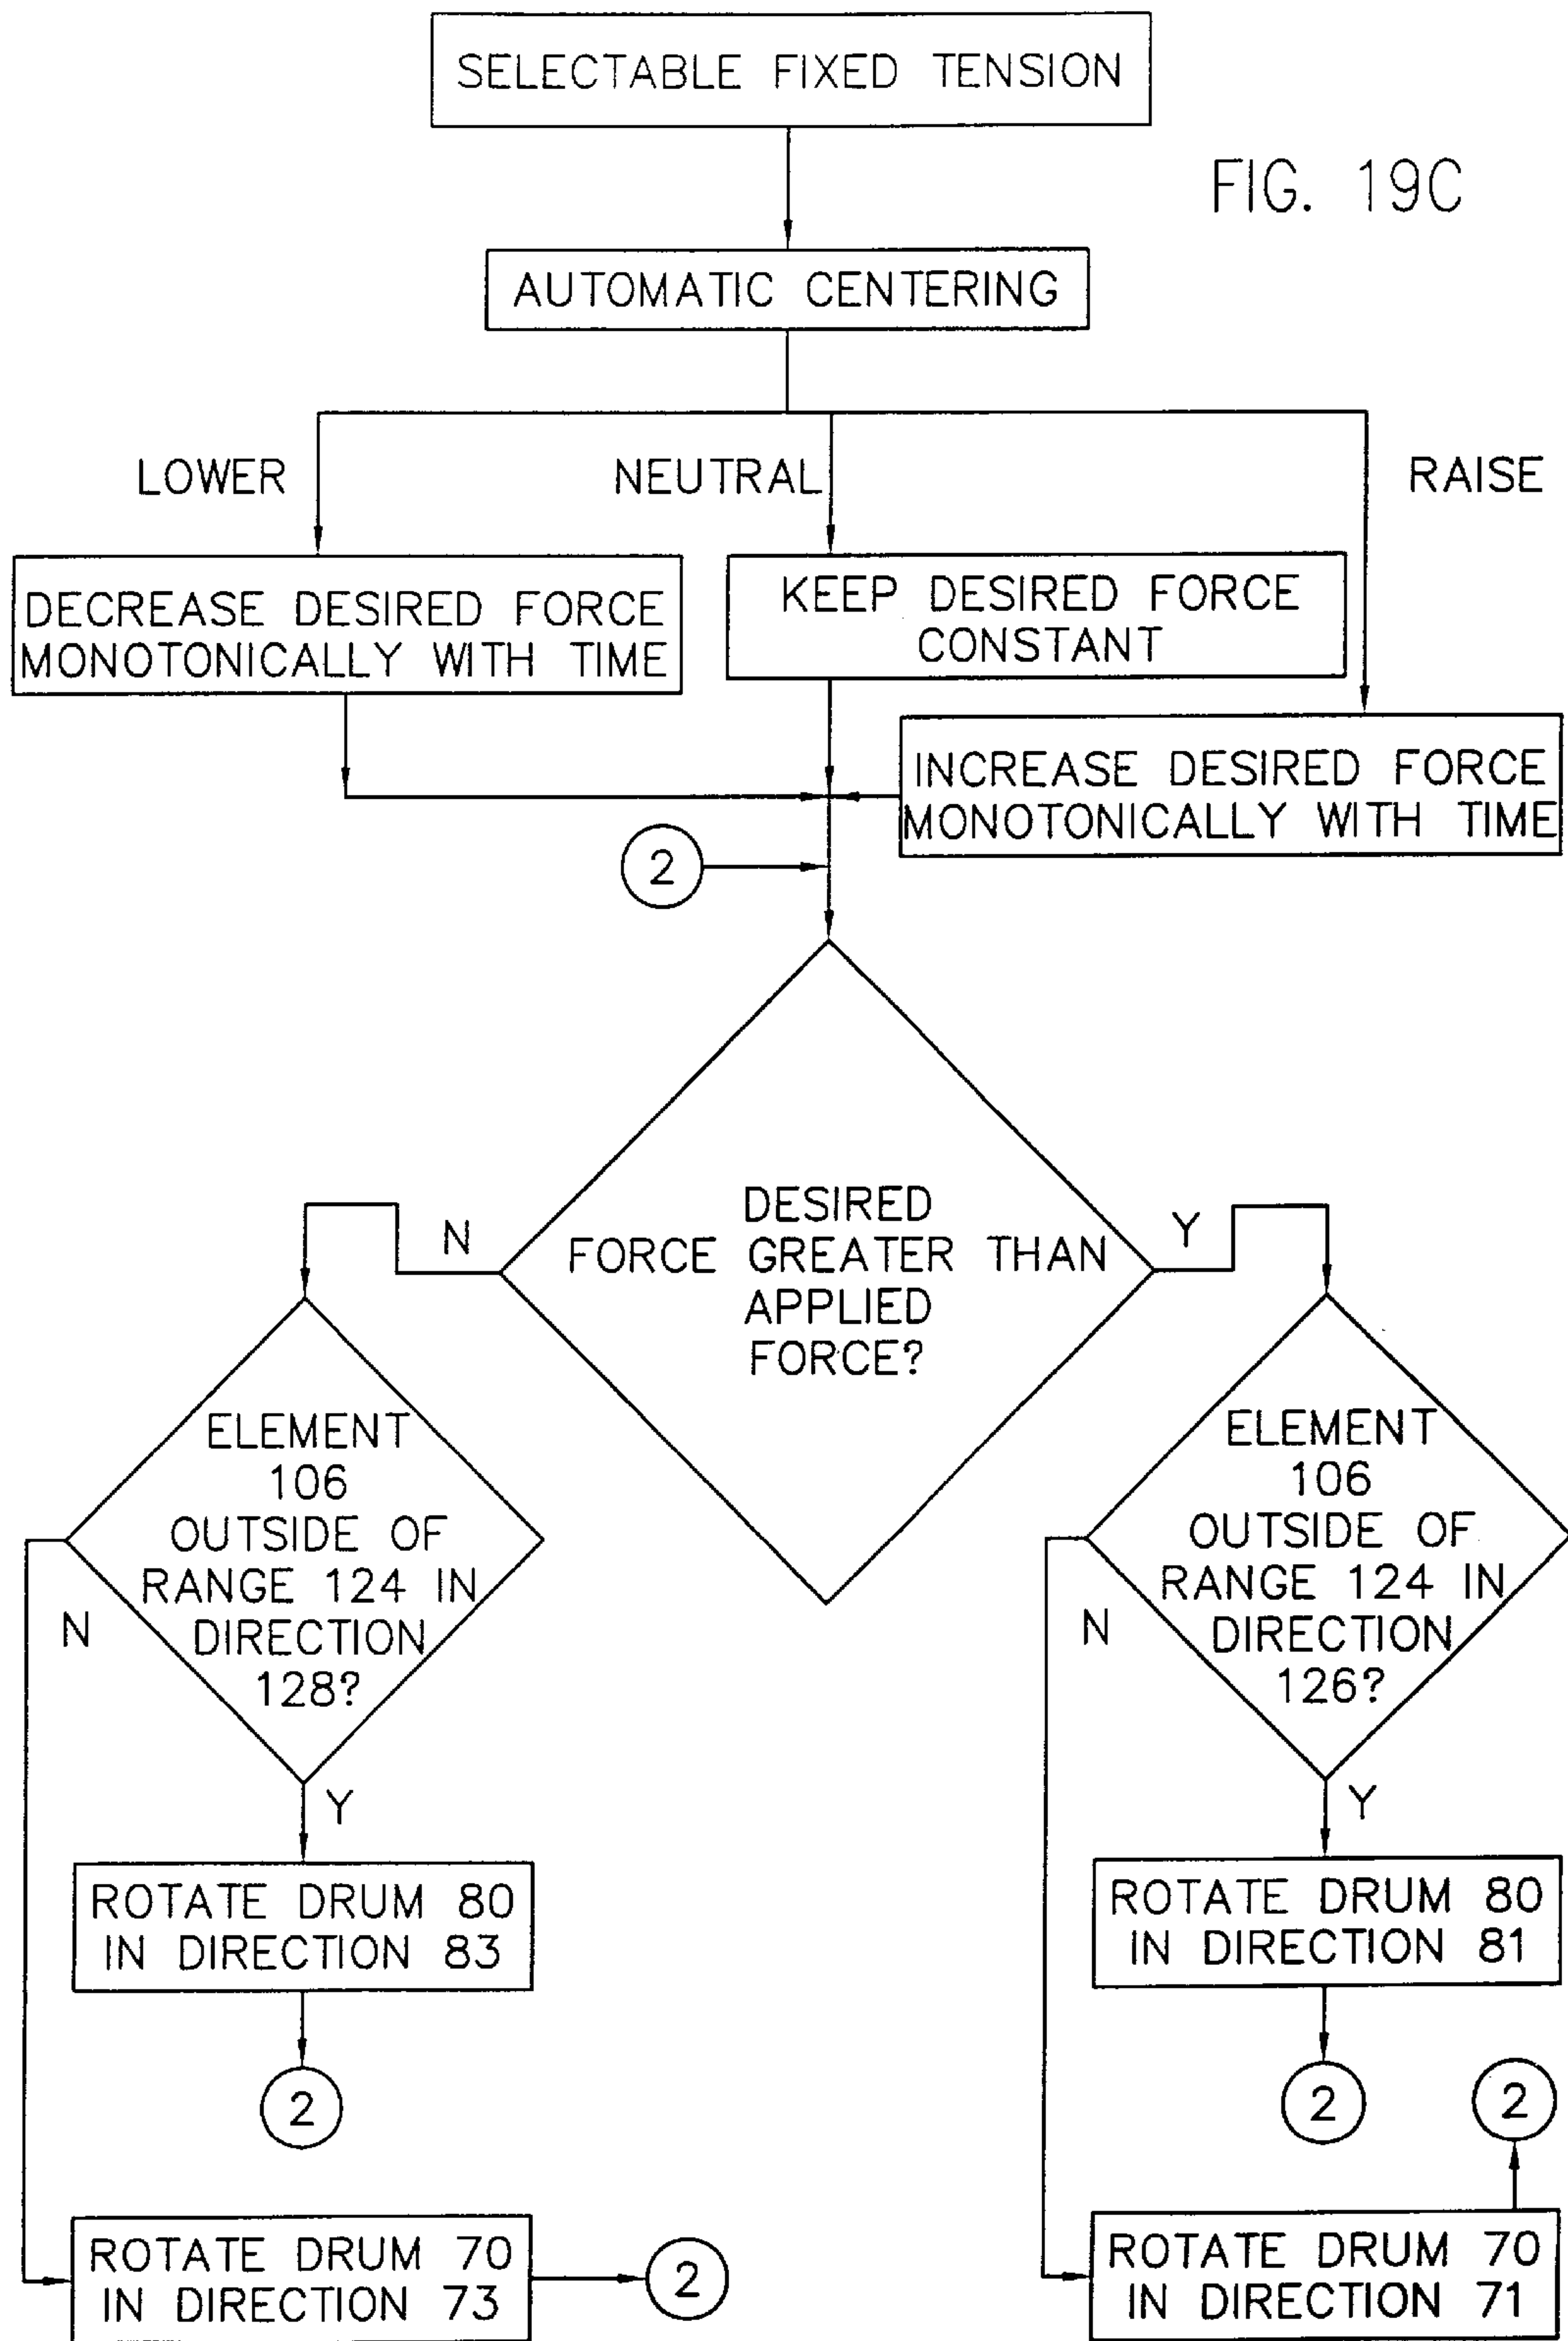 SELECTABLE FIXED TENSION
FIG. 19C
AUTOMATIC CENTERING
LOWER
NEUTRAL
RAISE
DECREASE DESIRED FORCE
MONOTONICALLY WITH TIME
KEEP DESIRED FORCE
CONSTANT
INCREASE DESIRED FORCE
MONOTONICALLY WITH TIME
2
DESIRED
FORCE GREATER THAN
APPLIED
FORCE?
N
Y
ELEMENT
106
OUTSIDE OF
RANGE 124 IN
DIRECTION
128?
N
Y
ELEMENT
106
OUTSIDE OF
RANGE 124 IN
DIRECTION
126?
N
Y
ROTATE DRUM 80
IN DIRECTION 83
2
ROTATE DRUM 80
IN DIRECTION 81
2
2
ROTATE DRUM 70
IN DIRECTION 73
2
ROTATE DRUM 70
IN DIRECTION 71